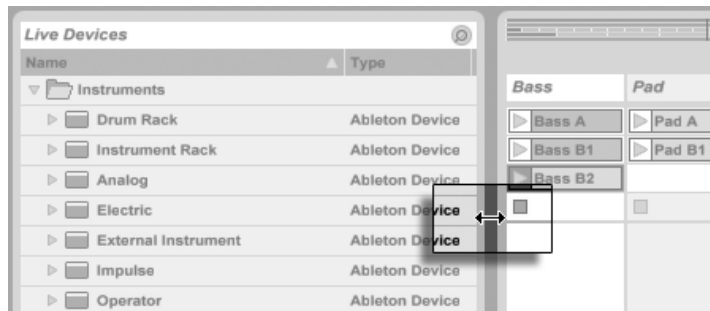 Live Devices
Name Type
Instruments
Drum Rack Ableton Device
Instrument Rack Ableton Device
Analog Ableton Device
Electric Ableton Device
External Instrument Ableton Device
Impulse Ableton Device
Operator Ableton Device
Bass Pad
Bass A Pad A
Bass B1 Pad B1
Bass B2